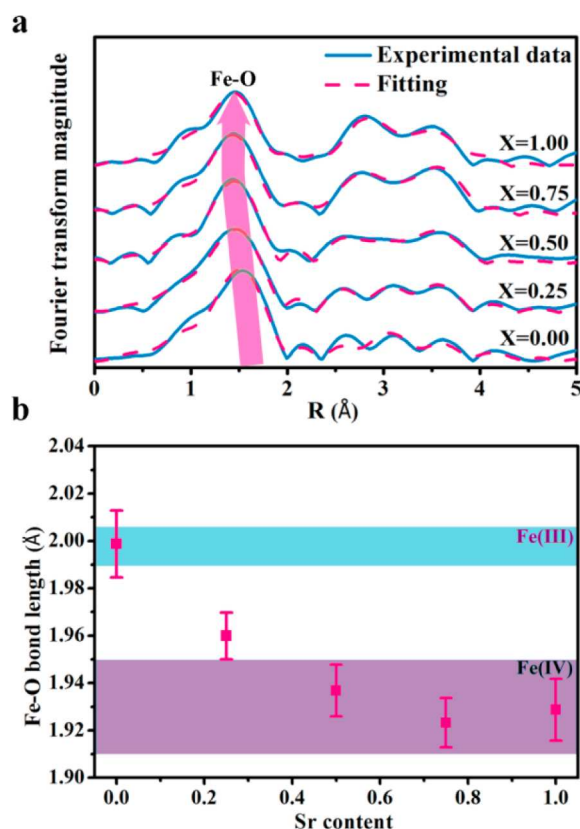 a
Experimental data
Fitting
Fe-O
X=1.00
X=0.75
X=0.50
X=0.25
X=0.00
Fourier transform magnitude
0 1 2 3 4 5
R (Å)
b
2.04
2.02
2.00
1.98
1.96
1.94
1.92
1.90
Fe(III)
Fe(IV)
Fe-O bond length (Å)
0.0 0.2 0.4 0.6 0.8 1.0
Sr content